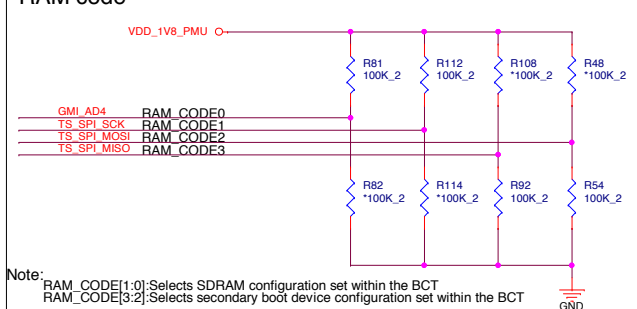 RAM code
VDD_1V8_PMU
R81
100K_2
R112
100K_2
R108
*100K_2
R48
*100K_2
GMI_AD4 RAM_CODE0
TS_SPI_SCK RAM_CODE1
TS_SPI_MOSI RAM_CODE2
TS_SPI_MISO RAM_CODE3
R82
*100K_2
R114
*100K_2
R92
100K_2
R54
100K_2
Note:
RAM_CODE[1:0]:Selects SDRAM configuration set within the BCT
RAM_CODE[3:2]:Selects secondary boot device configuration set within the BCT
GND